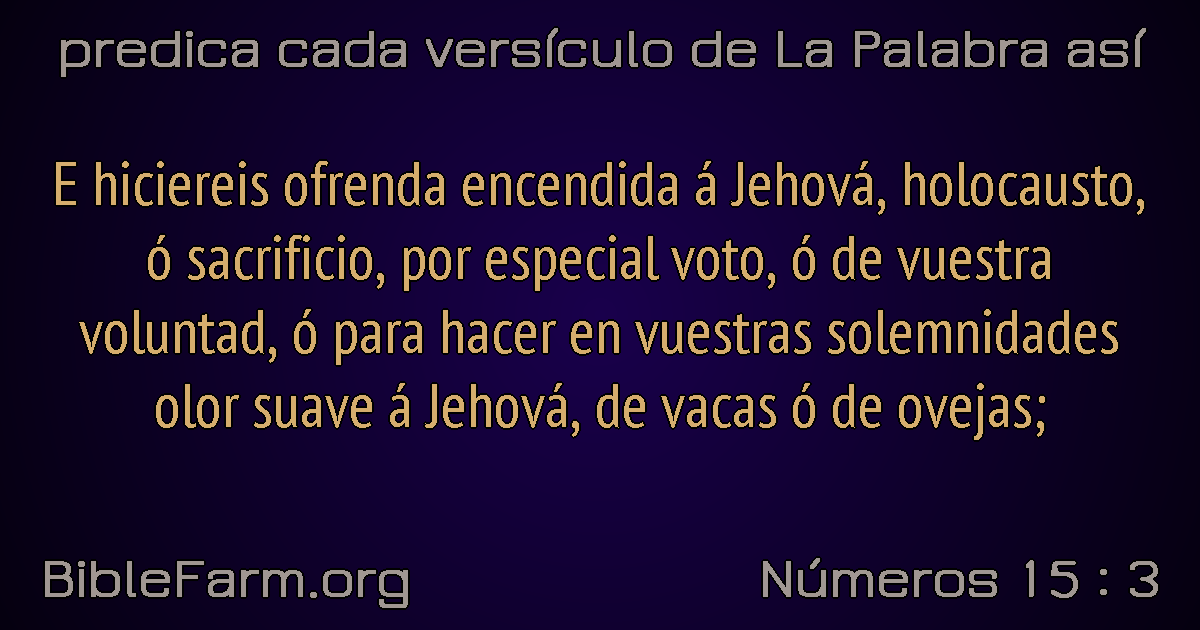 predica cada versículo de La Palabra así
E hiciereis ofrenda encendida á Jehová, holocausto,
ó sacrificio, por especial voto, ó de vuestra
voluntad, ó para hacer en vuestras solemnidades
olor suave á Jehová, de vacas ó de ovejas;
BibleFarm.org
Números 15 : 3